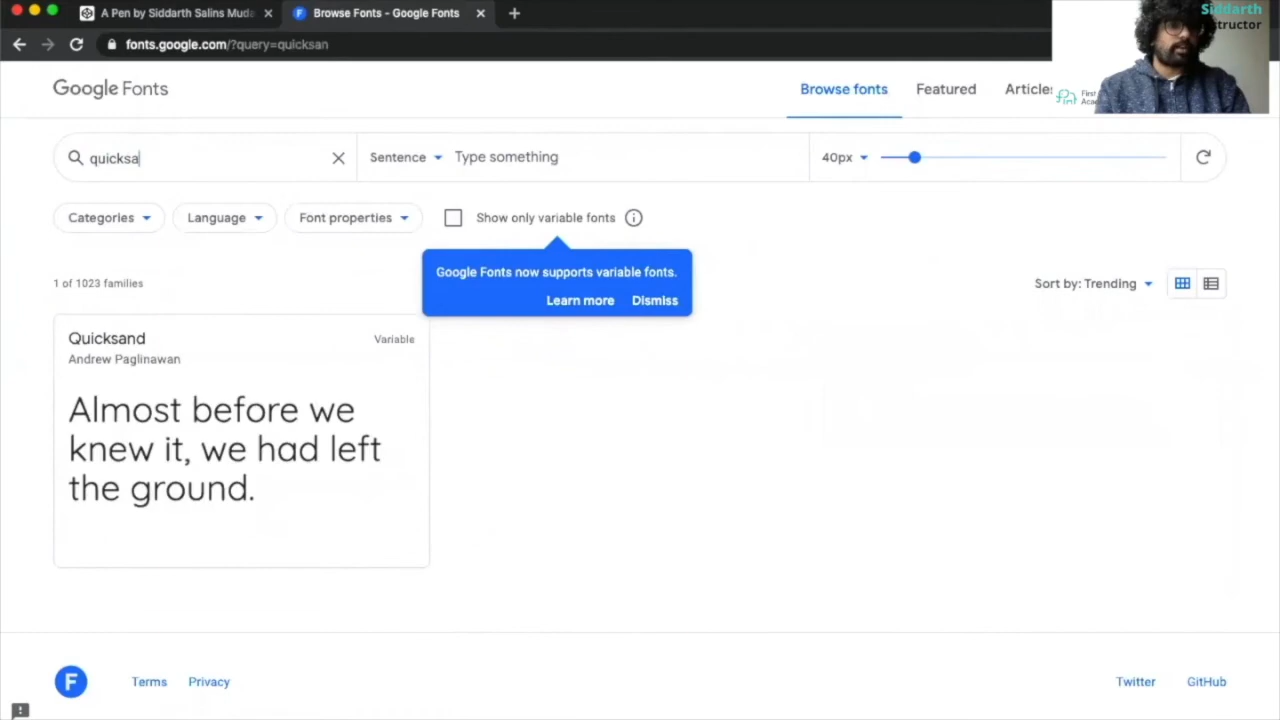 A Pen by Siddarth Salins Muda
Browse Fonts - Google Fonts
fonts.google.com/?query=quicksan
Siddarth
Google Fonts
Browse fonts
Featured
Articles
First
quicksa
Sentence
Type something
40px
Categories
Language
Font properties
Show only variable fonts
Google Fonts now supports variable fonts.
Learn more
Dismiss
1 of 1023 families
Sort by: Trending
Quicksand
Variable
Andrew Paglinawan
Almost before we
knew it, we had left
the ground.
F
Terms
Privacy
Twitter
GitHub